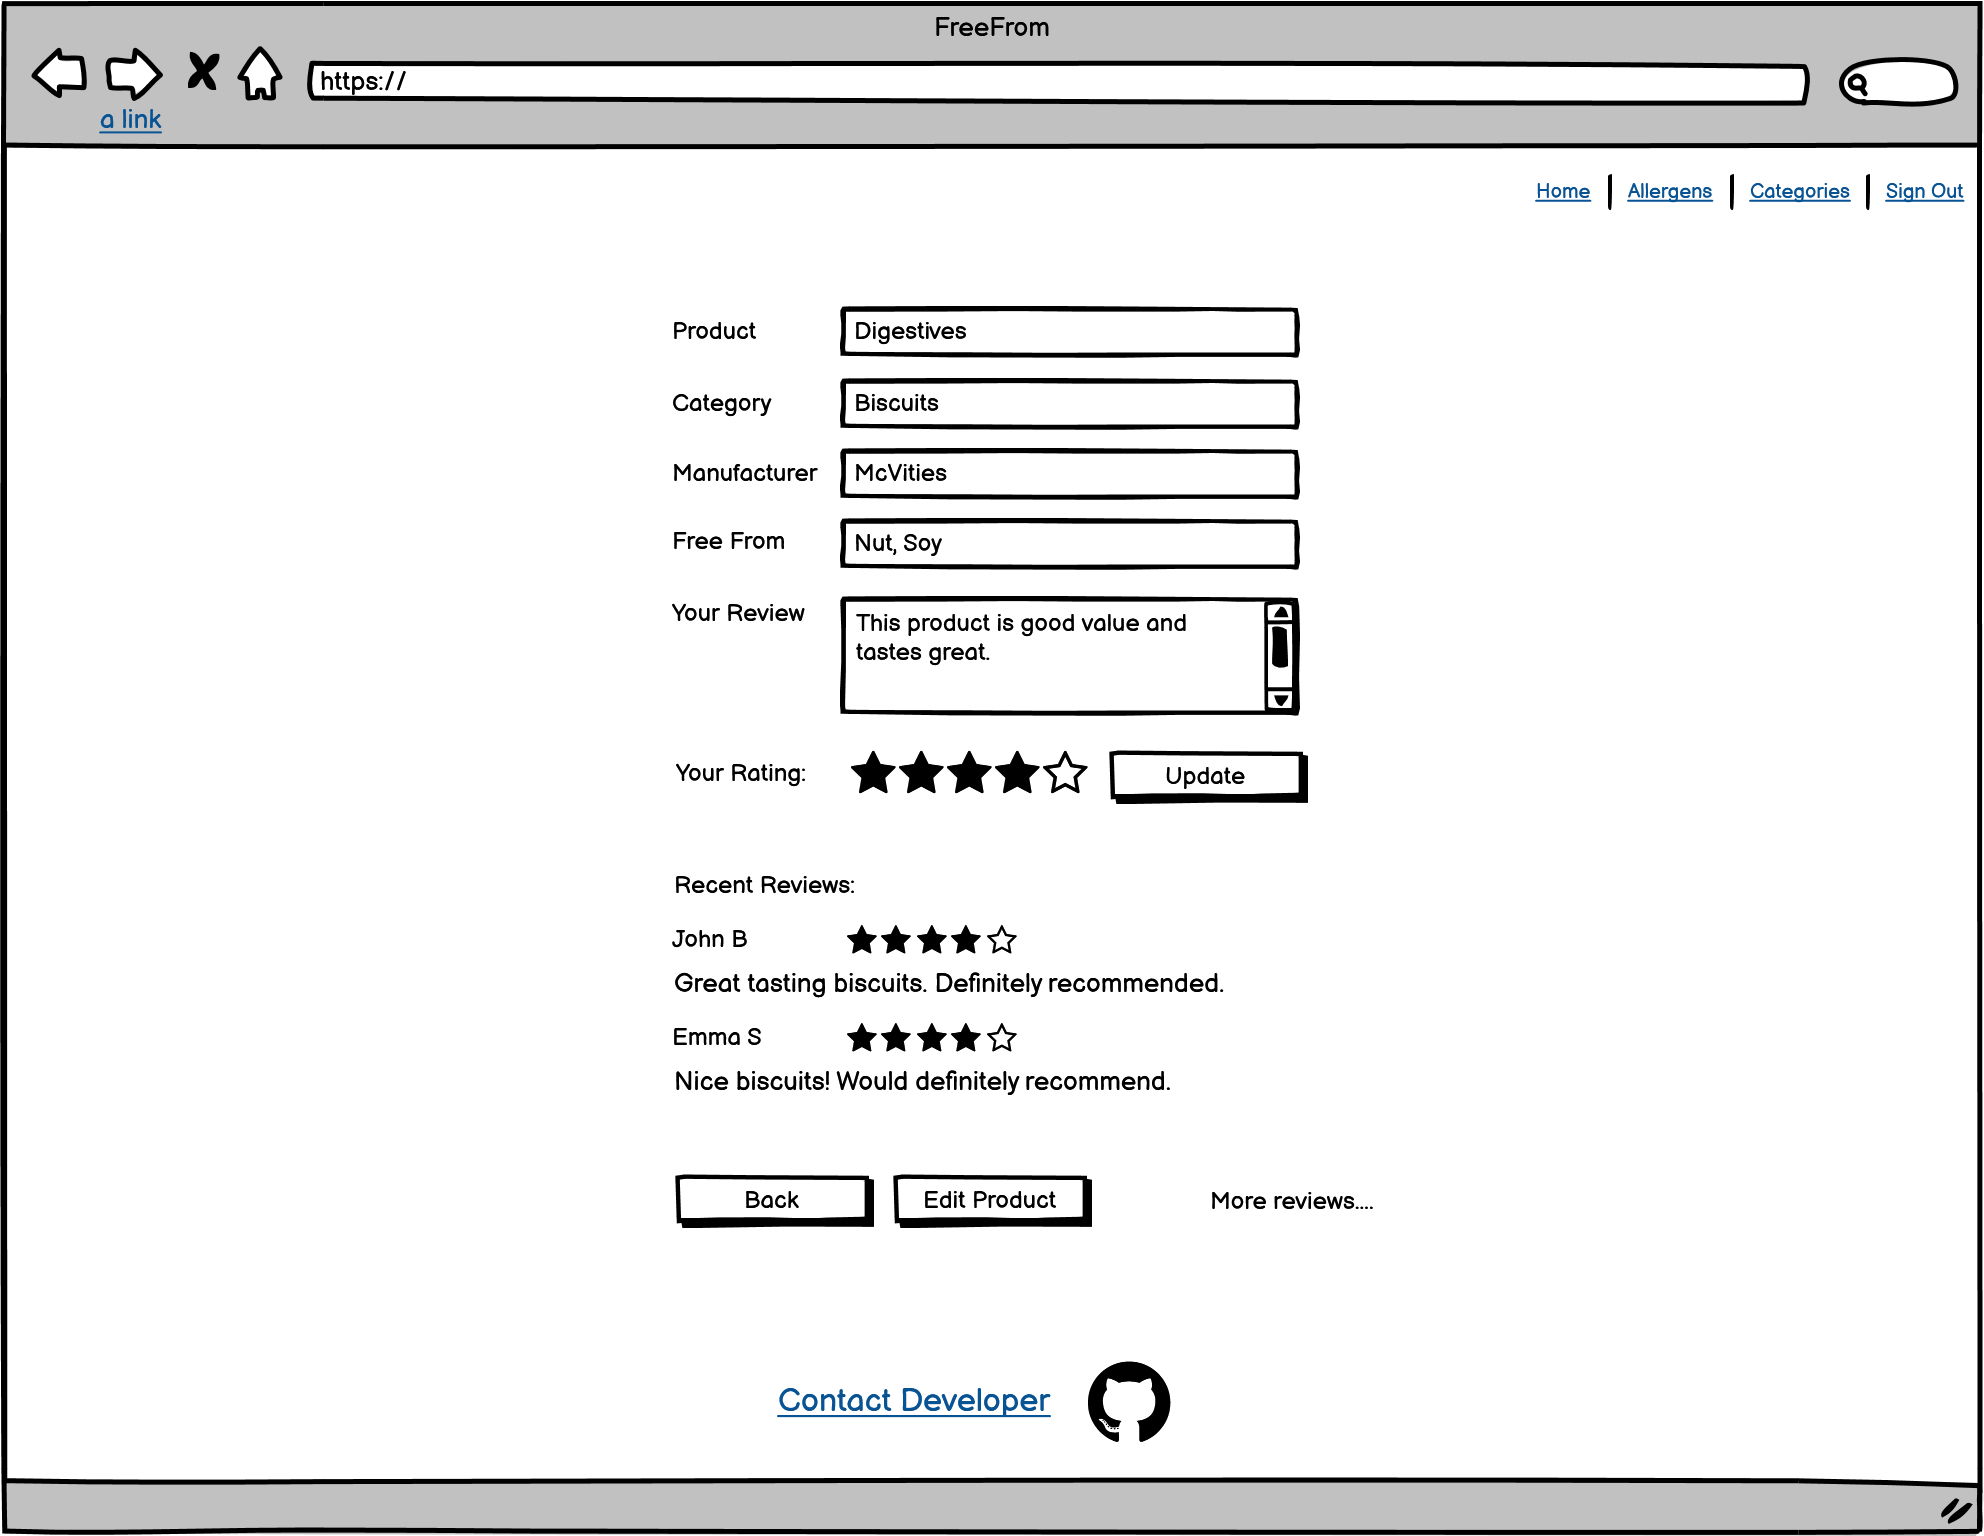 FreeFrom
https://
a link
Home Allergens Categories Sign Out
Product Digestives
Category Biscuits
Manufacturer McVities
Free From Nut, Soy
Your Review This product is good value and
tastes great.
Your Rating: Update
Recent Reviews:
John B
Great tasting biscuits. Definitely recommended.
Emma S
Nice biscuits! Would definitely recommend.
Back Edit Product More reviews....
Contact Developer